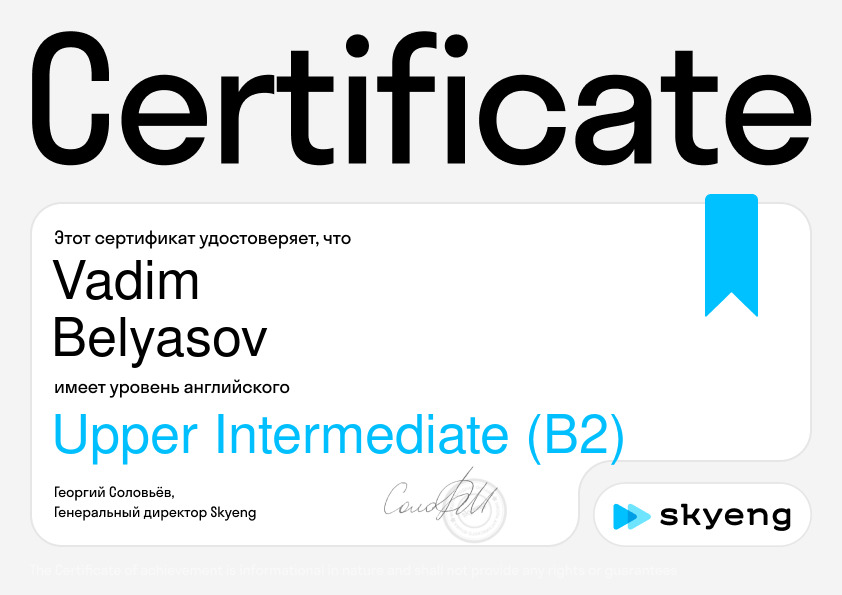 Certificate
Этот сертификат удостоверяет, что
Vadim
Belyasov
имеет уровень английского
Upper Intermediate (B2)
Георгий Соловьёв,
Генеральный директор Skyeng
skyeng
The Certificate of achievement is informational in nature and shall not provide any rights or guarantees